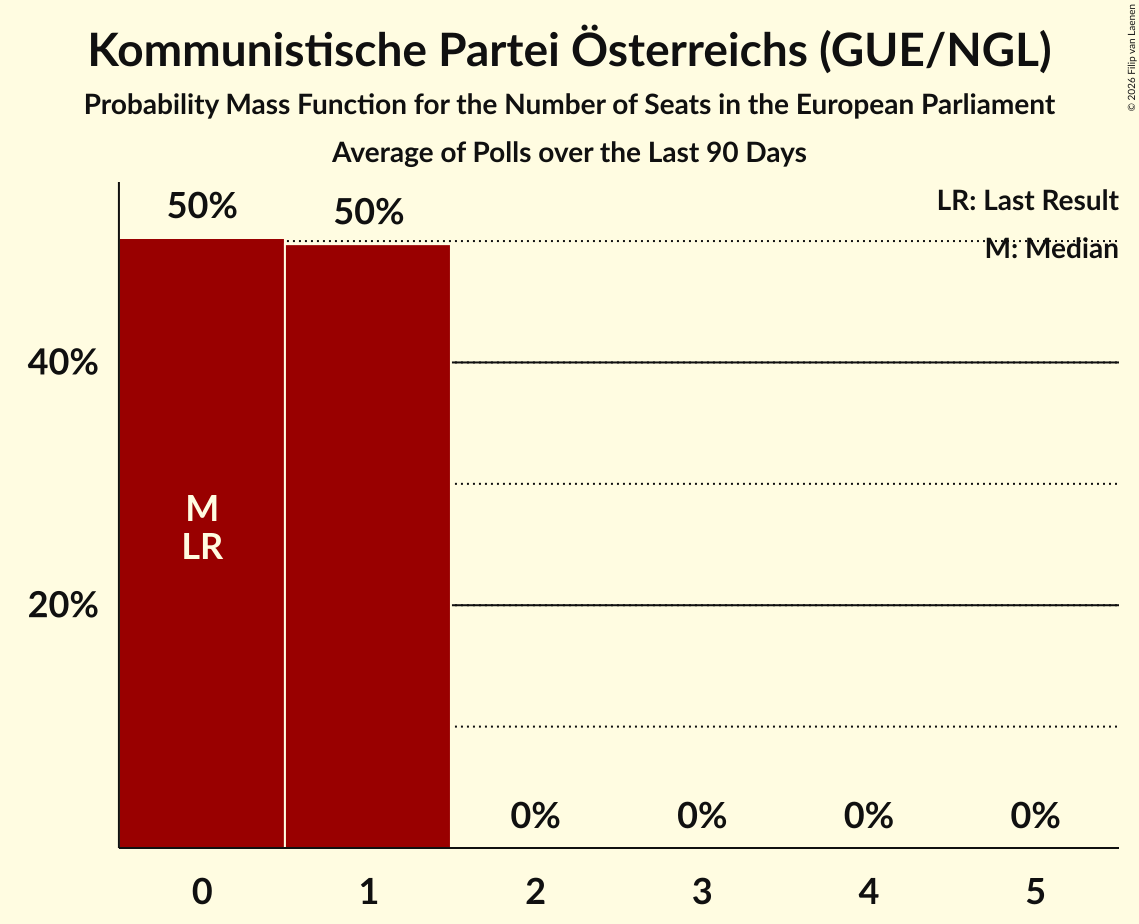 Kommunistische Partei Österreichs (GUE/NGL)
Probability Mass Function for the Number of Seats in the European Parliament
Average of Polls over the Last 90 Days
© 2026 Filip van Laenen
LR: Last Result
M: Median
50%
50%
40%
20%
M
LR
0%
0%
0%
0%
0
1
2
3
4
5